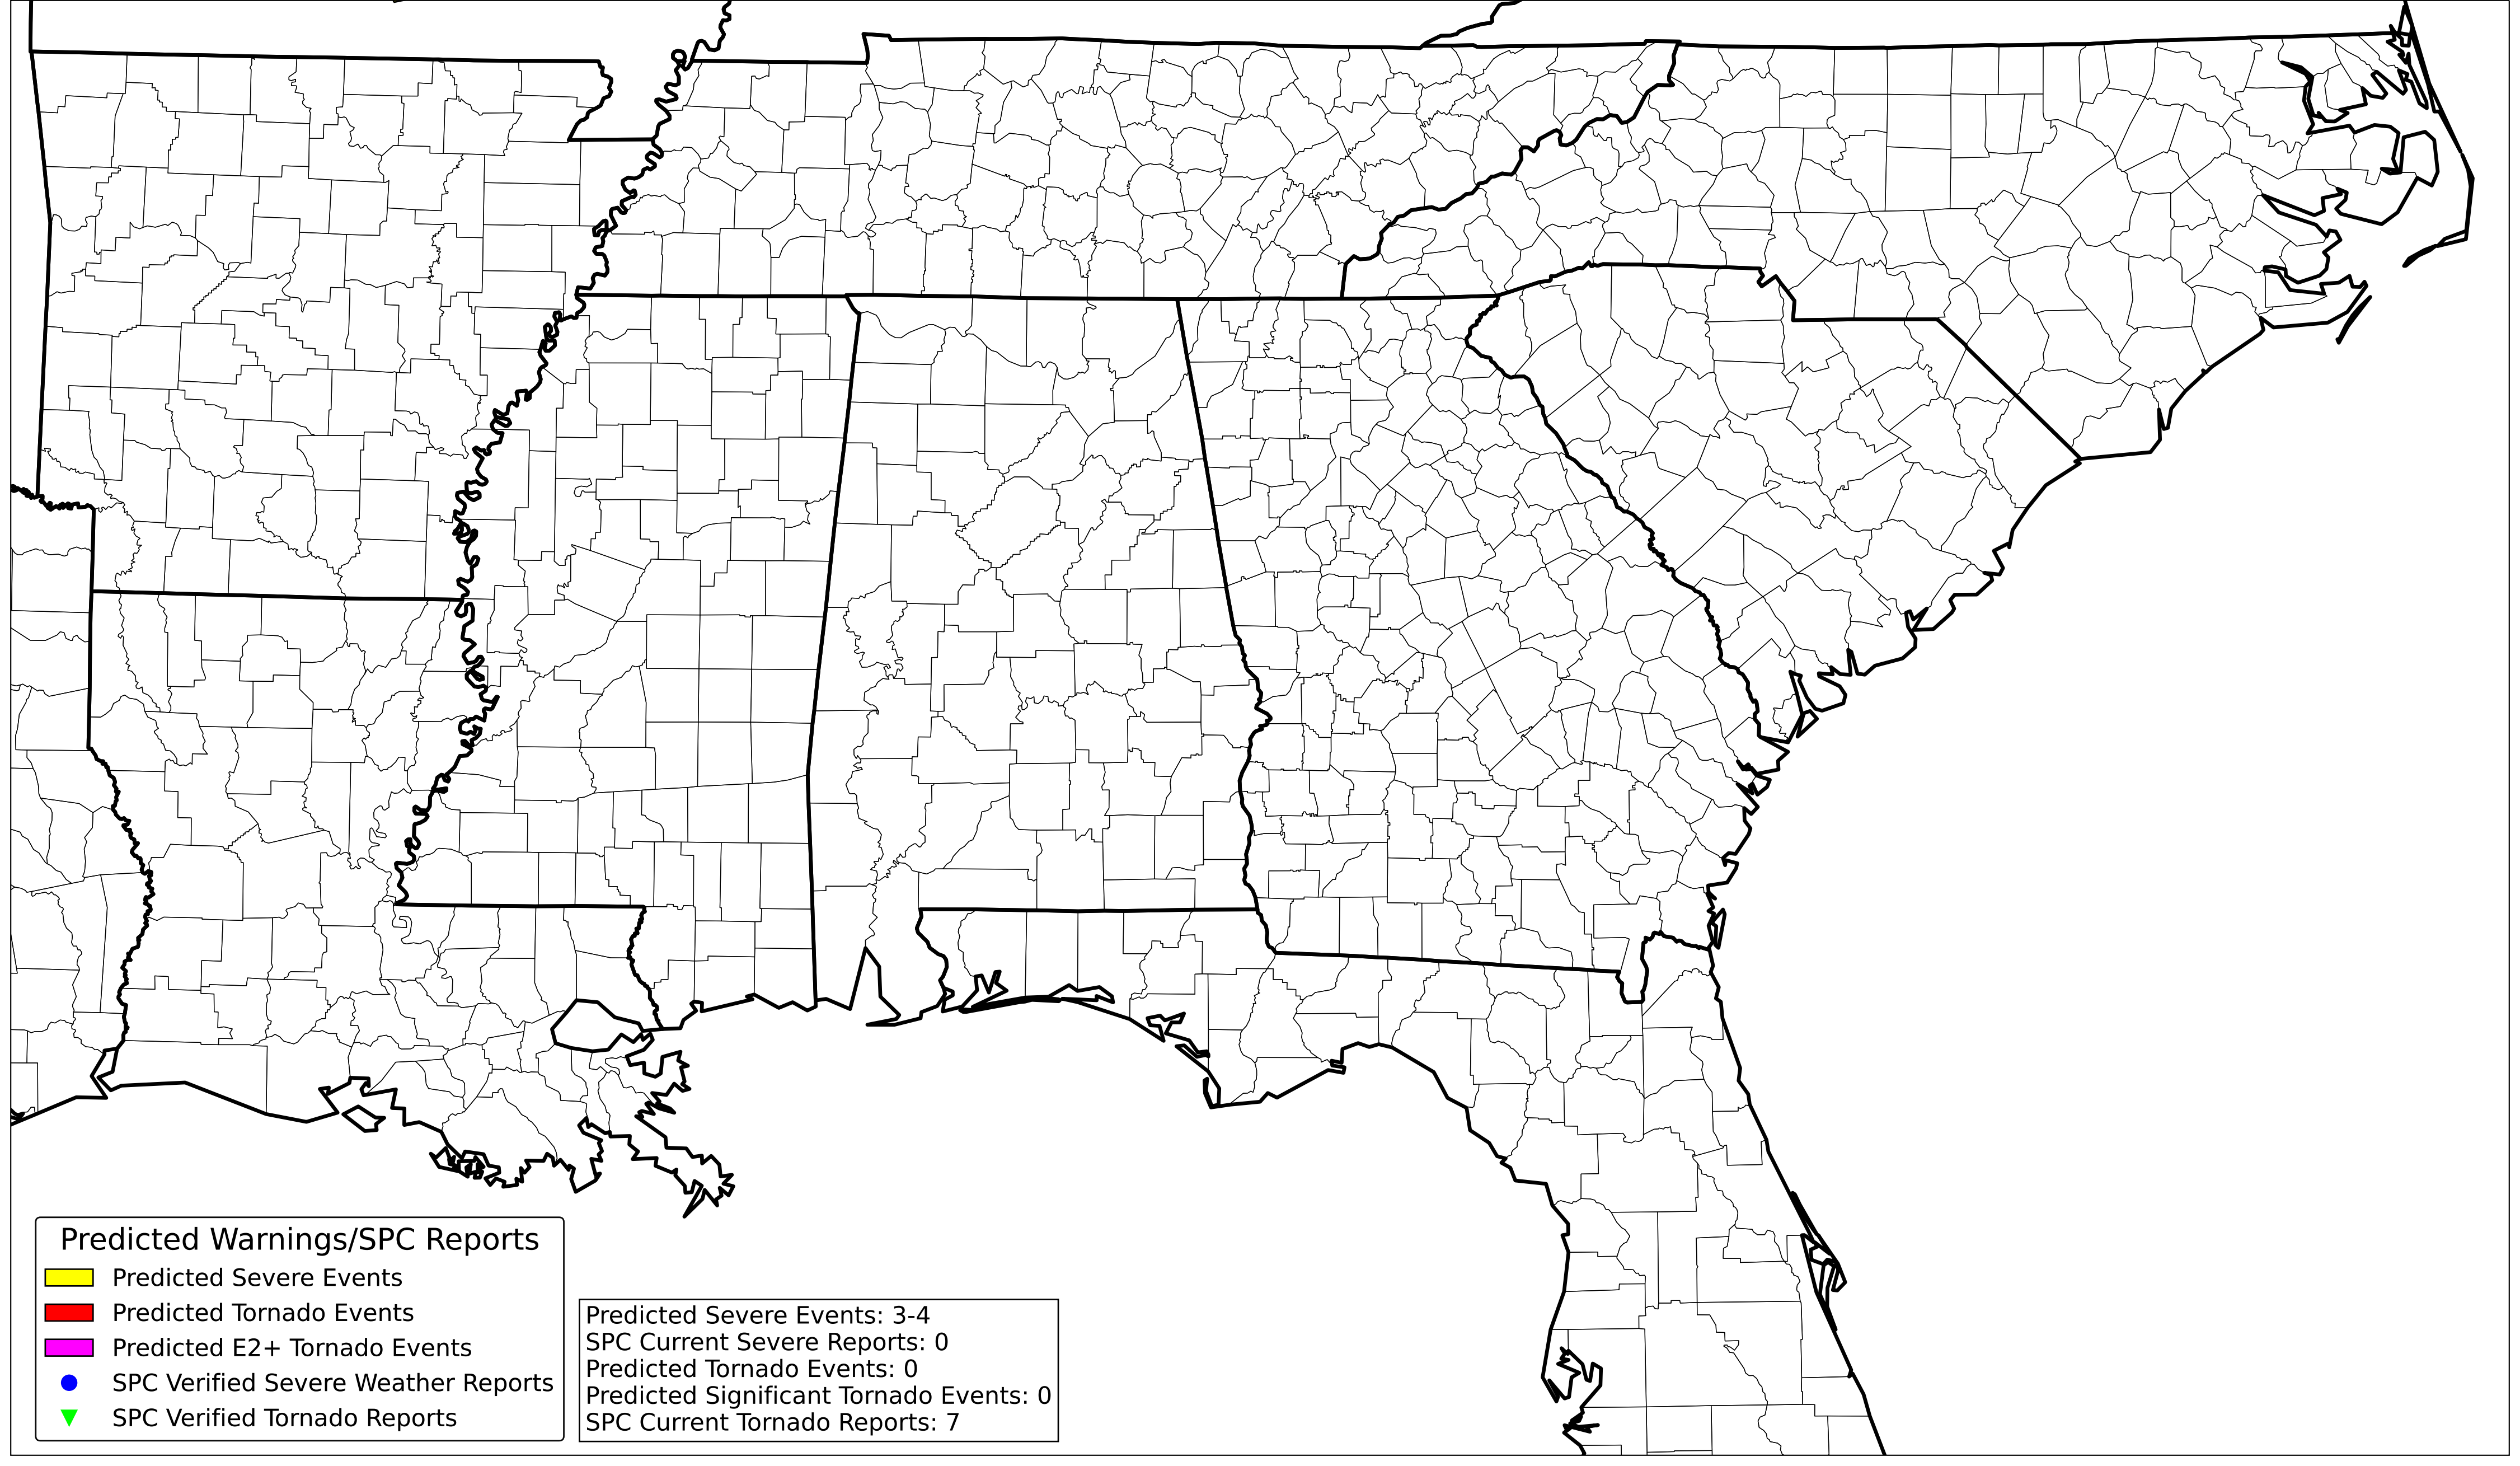 Predicted Warnings/SPC Reports
Predicted Severe Events
Predicted Tornado Events
Predicted E2+ Tornado Events
SPC Verified Severe Weather Reports
SPC Verified Tornado Reports
Predicted Severe Events: 3-4
SPC Current Severe Reports: 0
Predicted Tornado Events: 0
Predicted Significant Tornado Events: 0
SPC Current Tornado Reports: 7